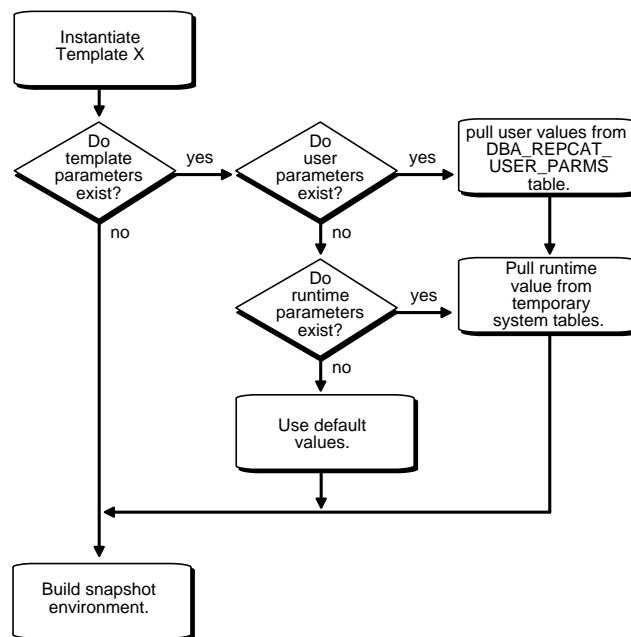 Instantiate
Template X
Do
template
parameters
exist?
yes
no
Do
user
parameters
exist?
yes
no
pull user values from
DBA_REPCAT_
USER_PARMS
table.
Do
runtime
parameters
exist?
yes
no
Pull runtime
value from
temporary
system tables.
Use default
values.
Build snapshot
environment.